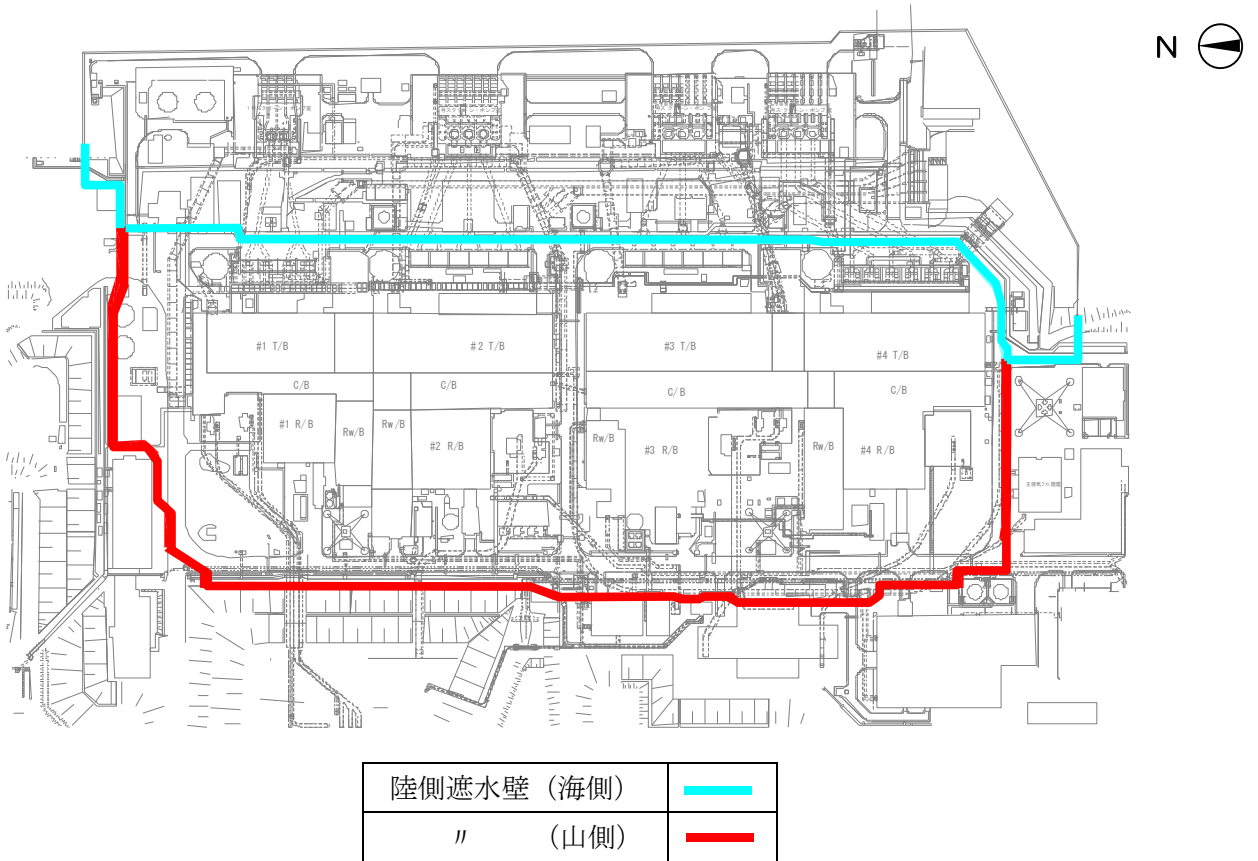 N
#1 T/B
#2 T/B
#3 T/B
#4 T/B
C/B
C/B
C/B
C/B
#1 R/B
Rw/B
Rw/B
#2 R/B
Rw/B
#3 R/B
Rw/B
#4 R/B
陸側遮水壁（海側）
〃 （山側）